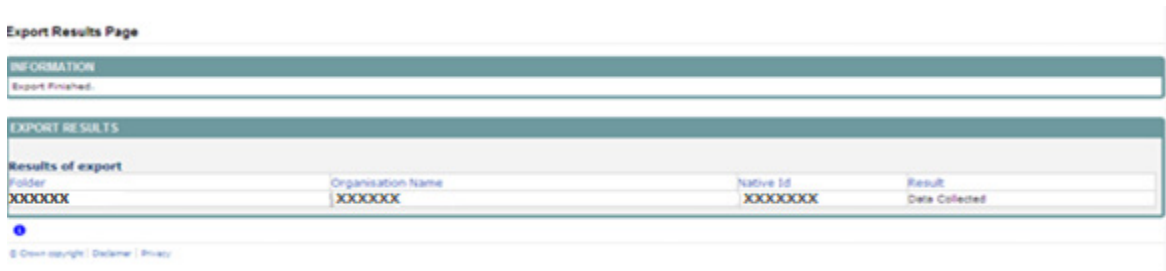 Export Results Page
INFORMATION
Export Finished.
EXPORT RESULTS
Results of export
Folder Organisation Name Native Id Result
XXXXXX XXXXXX XXXXXXX Data Collected
© Crown copyright | Disclaimer | Privacy